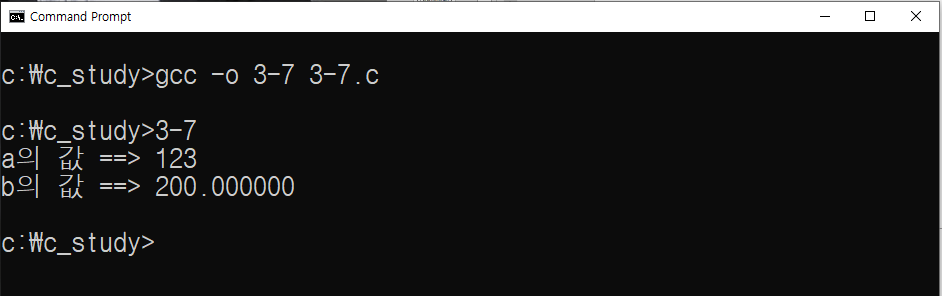 Command Prompt
c:₩c_study>gcc -o 3-7 3-7.c
c:₩c_study>3-7
a의 값 ==> 123
b의 값 ==> 200.000000
c:₩c_study>